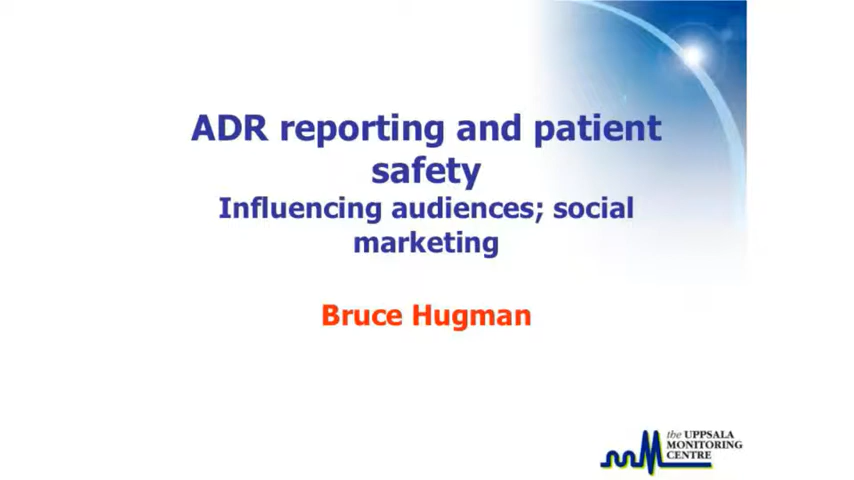 ADR reporting and patient
safety
Influencing audiences; social
marketing
Bruce Hugman
the UPPSALA
MONITORING
CENTRE